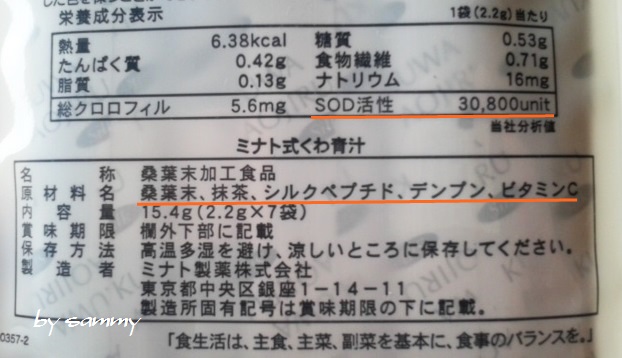 栄養成分表示 1袋(2.2g)当たり
熱量 6.38kcal 糖質 0.53g
たんぱく質 0.42g 食物繊維 0.71g
脂質 0.13g ナトリウム 16mg
総クロロフィル 5.6mg SOD活性 30,800unit
当社分析値
ミナト式くわ青汁
名称 桑葉末加工食品
原材料名 桑葉末、抹茶、シルクペプチド、デンプン、ビタミンC
内容量 15.4g(2.2g×7袋)
賞味期限 欄外下部に記載
保存方法 高温多湿を避け、涼しいところに保存してください。
製造者 ミナト製薬株式会社
東京都中央区銀座1-14-11
製造所固有記号は賞味期限の下に記載。
by sammy
0357-2 「食生活は、主食、主菜、副菜を基本に、食事のバランスを。」